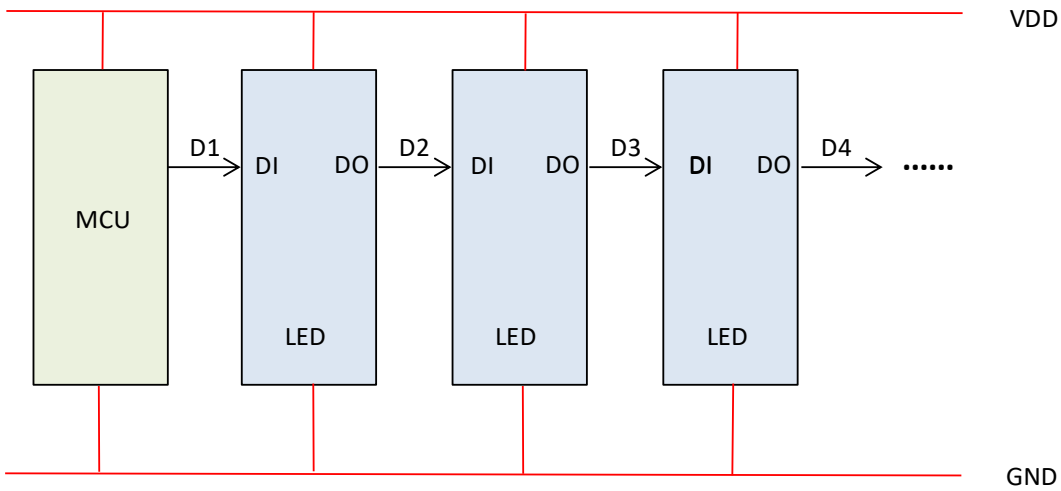 VDD
D1 DI DO D2 DI DO D3 DI DO D4 ......
MCU
LED LED LED
GND